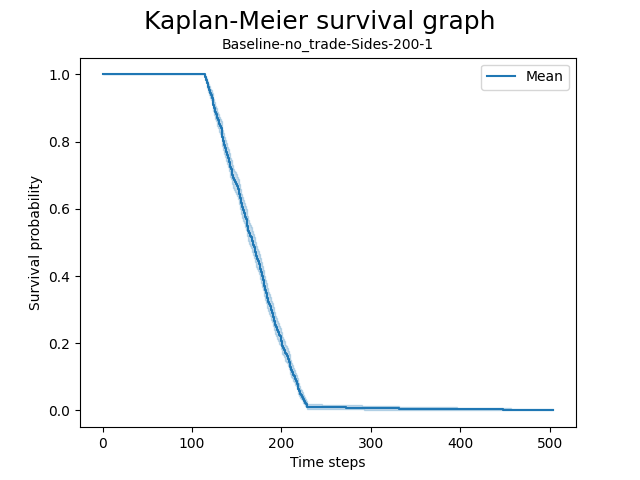 Kaplan-Meier survival graph
Baseline-no_trade-Sides-200-1
Mean
Survival probability
1.0
0.8
0.6
0.4
0.2
0.0
0 100 200 300 400 500
Time steps